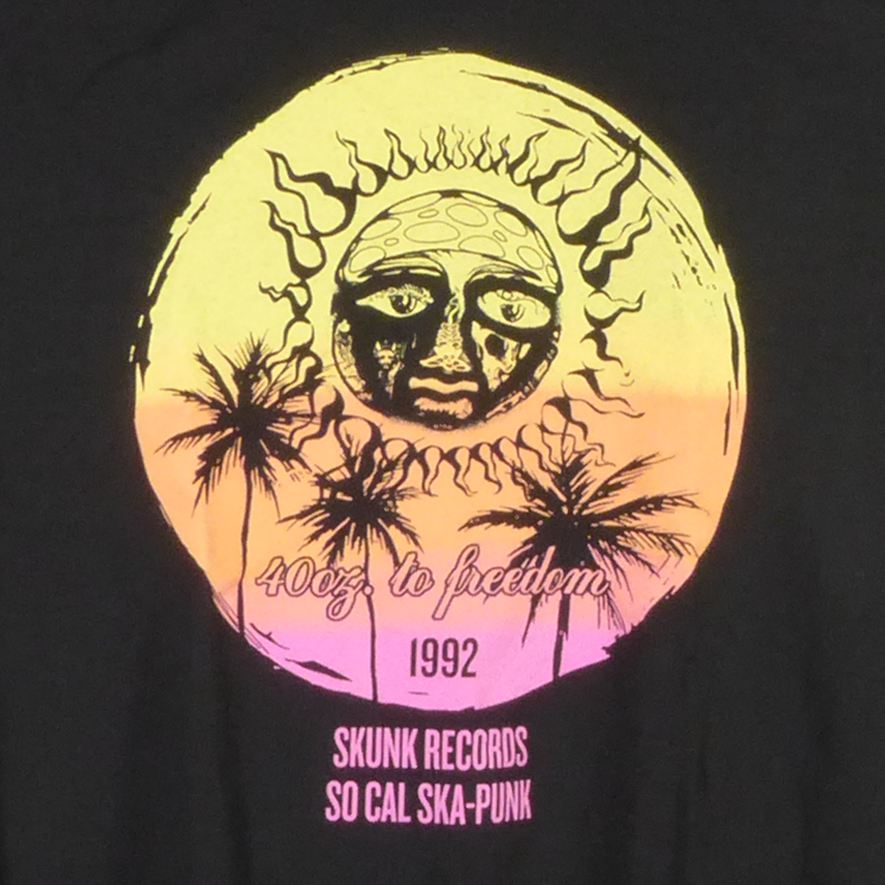 40oz. to freedom
1992
SKUNK RECORDS
SO CAL SKA-PUNK